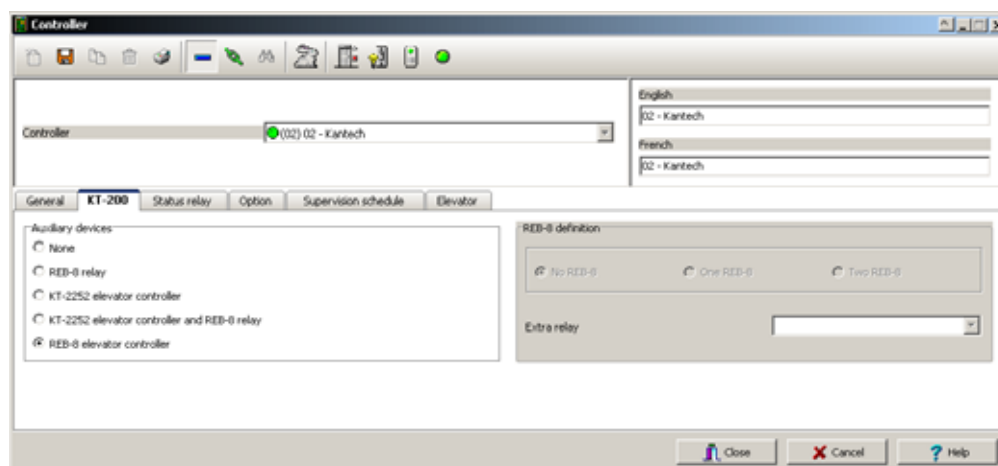 Controller
English
02 - Kantech
Controller
(02) 02 - Kantech
French
02 - Kantech
General KT-200 Status relay Option Supervision schedule Elevator
Auxiliary devices
None
REB-8 relay
KT-2252 elevator controller
KT-2252 elevator controller and REB-8 relay
REB-8 elevator controller
REB-8 definition
No REB-8 One REB-8 Two REB-8
Extra relay
Close Cancel Help